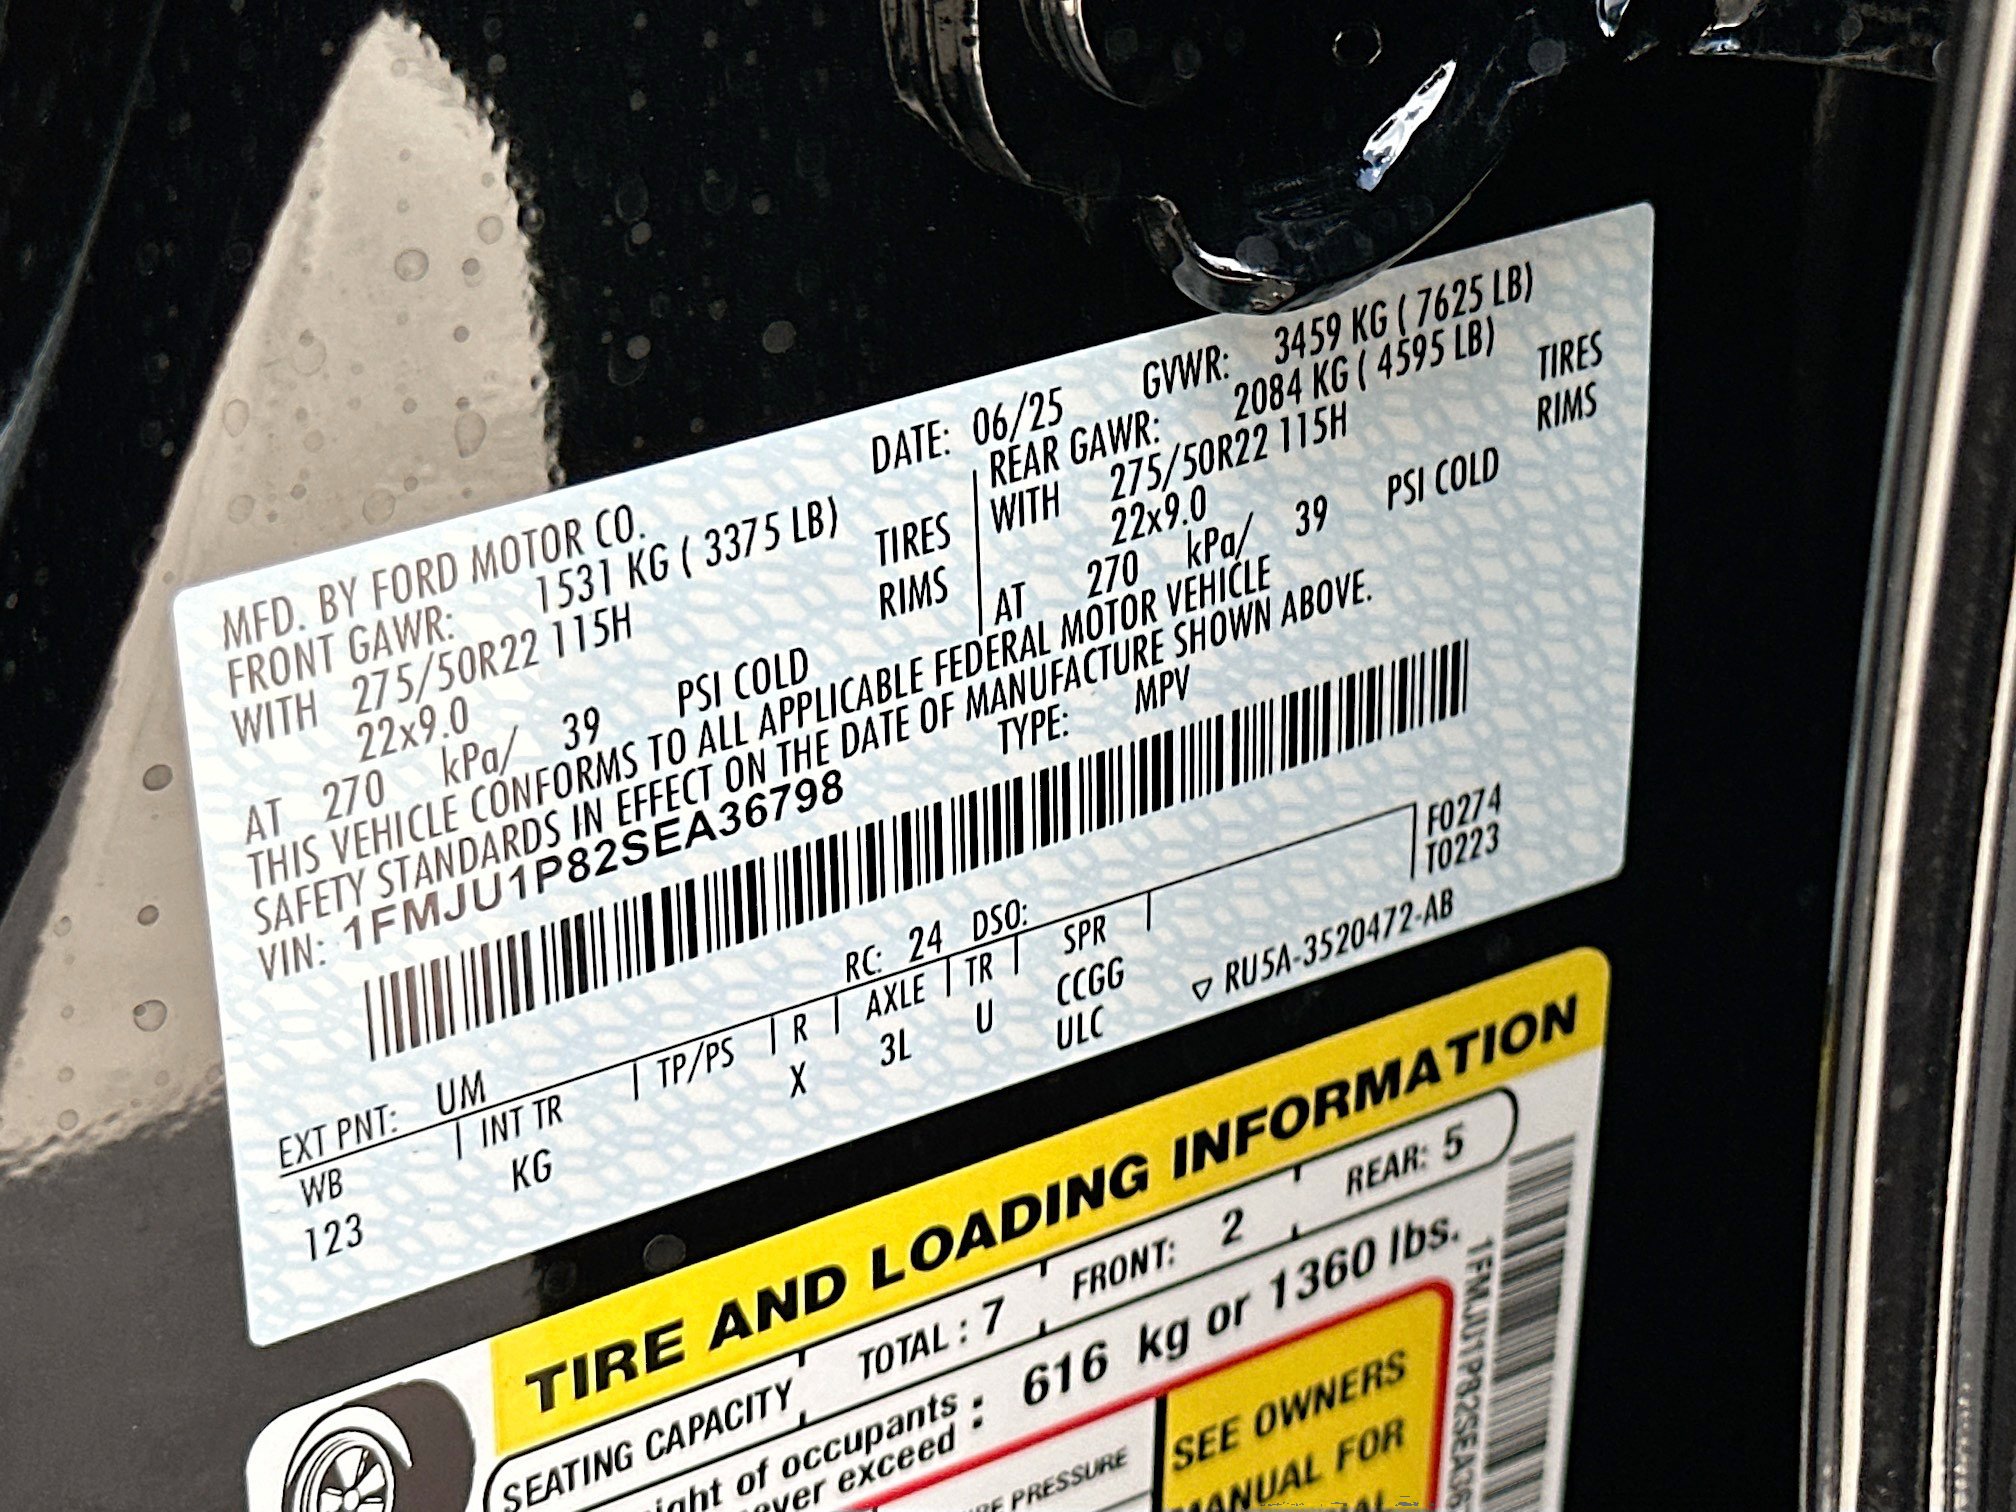 MFD. BY FORD MOTOR CO. DATE: 06/25 GVWR: 3459 KG ( 7625 LB)
FRONT GAWR: 1531 KG ( 3375 LB) REAR GAWR: 2084 KG ( 4595 LB)
WITH 275/50R22 115H TIRES WITH 275/50R22 115H TIRES
22x9.0 RIMS 22x9.0 RIMS
AT 270 kPa/ 39 PSI COLD AT 270 kPa/ 39 PSI COLD
THIS VEHICLE CONFORMS TO ALL APPLICABLE FEDERAL MOTOR VEHICLE
SAFETY STANDARDS IN EFFECT ON THE DATE OF MANUFACTURE SHOWN ABOVE.
VIN: 1FMJU1P82SEA36798 TYPE: MPV
F0274
T0223
EXT PNT: UM RC: 24 DSO:
WB INT TR TP/PS R AXLE TR SPR
123 KG X 3L U CCGG
ULC
▽ RU5A-3520472-AB
TIRE AND LOADING INFORMATION
SEATING CAPACITY TOTAL : 7 FRONT: 2 REAR: 5
of occupants : 616 kg or 1360 lbs.
exceed
PRESSURE
SEE OWNERS
MANUAL FOR